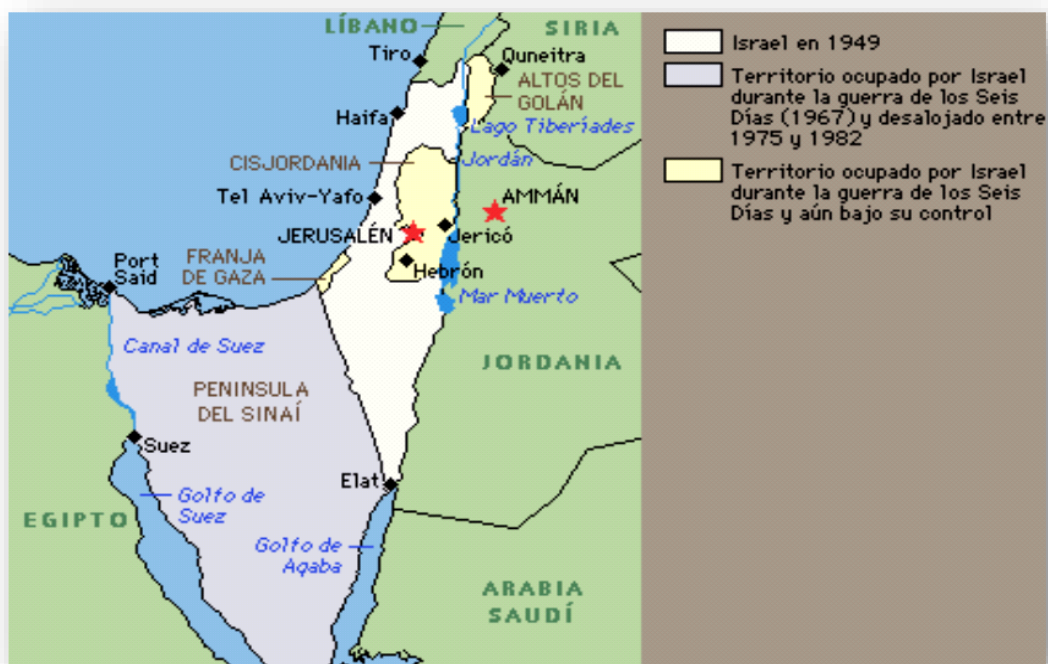 LÍBANO
SIRIA
Tiro
Quneitra
ALTOS DEL
GOLÁN
Haifa
Lago Tiberíades
CISJORDANIA
Jordán
Tel Aviv-Yafo
AMMÁN
JERUSALÉN
Jericó
FRANJA
DE GAZA
Hebrón
Port
Said
Mar Muerto
Canal de Suez
JORDANIA
PENINSULA
DEL SINAÍ
Suez
Elat
Golfo de
Suez
EGIPTO
Golfo de
Aqaba
ARABIA
SAUDÍ
Israel en 1949
Territorio ocupado por Israel
durante la guerra de los Seis
Días (1967) y desalojado entre
1975 y 1982
Territorio ocupado por Israel
durante la guerra de los Seis
Días y aún bajo su control